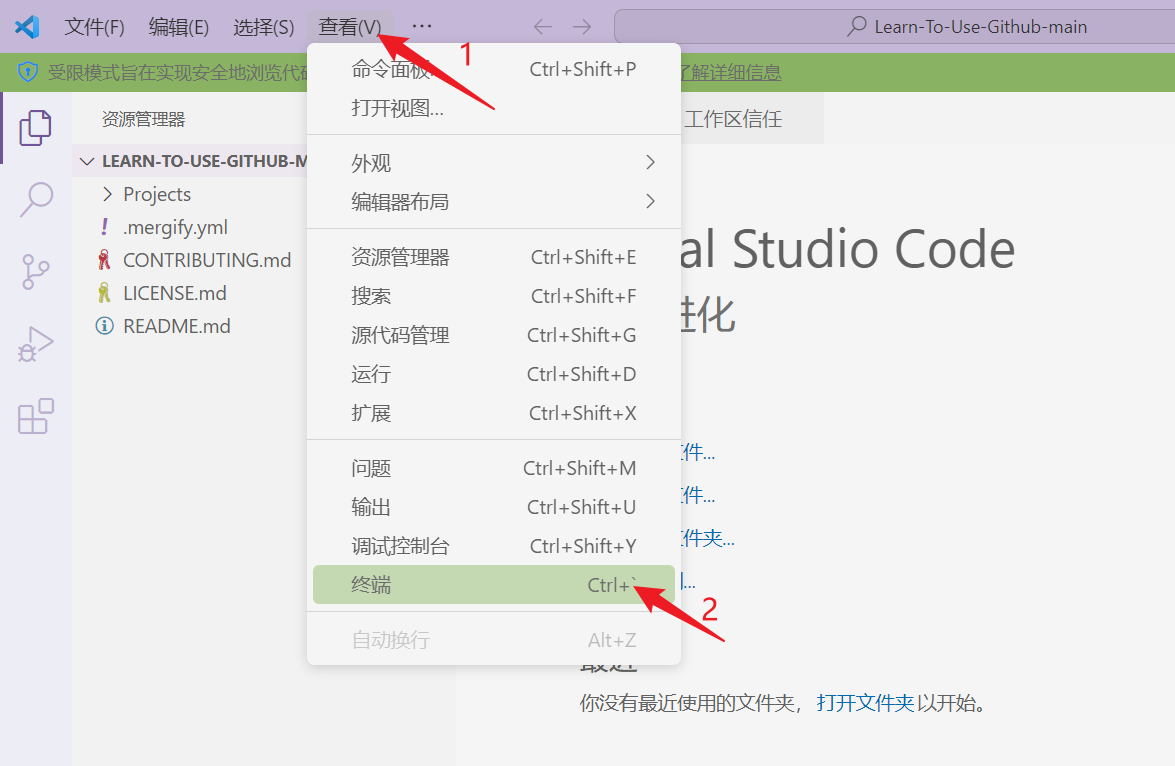 文件(F) 编辑(E) 选择(S) 查看(V) ... Learn-To-Use-Github-main
1
受限模式旨在实现安全地浏览代码 了解详细信息
命令面板... Ctrl+Shift+P
打开视图...
资源管理器
工作区信任
LEARN-TO-USE-GITHUB-M
外观
Projects
编辑器布局
.mergify.yml
CONTRIBUTING.md
LICENSE.md
README.md
资源管理器 Ctrl+Shift+E
搜索 Ctrl+Shift+F
源代码管理 Ctrl+Shift+G
运行 Ctrl+Shift+D
扩展 Ctrl+Shift+X
al Studio Code
进化
问题 Ctrl+Shift+M
输出 Ctrl+Shift+U
调试控制台 Ctrl+Shift+Y
终端 Ctrl+`
2
自动换行 Alt+Z
文件...
文件...
文件夹...
最近
你没有最近使用的文件夹，打开文件夹以开始。